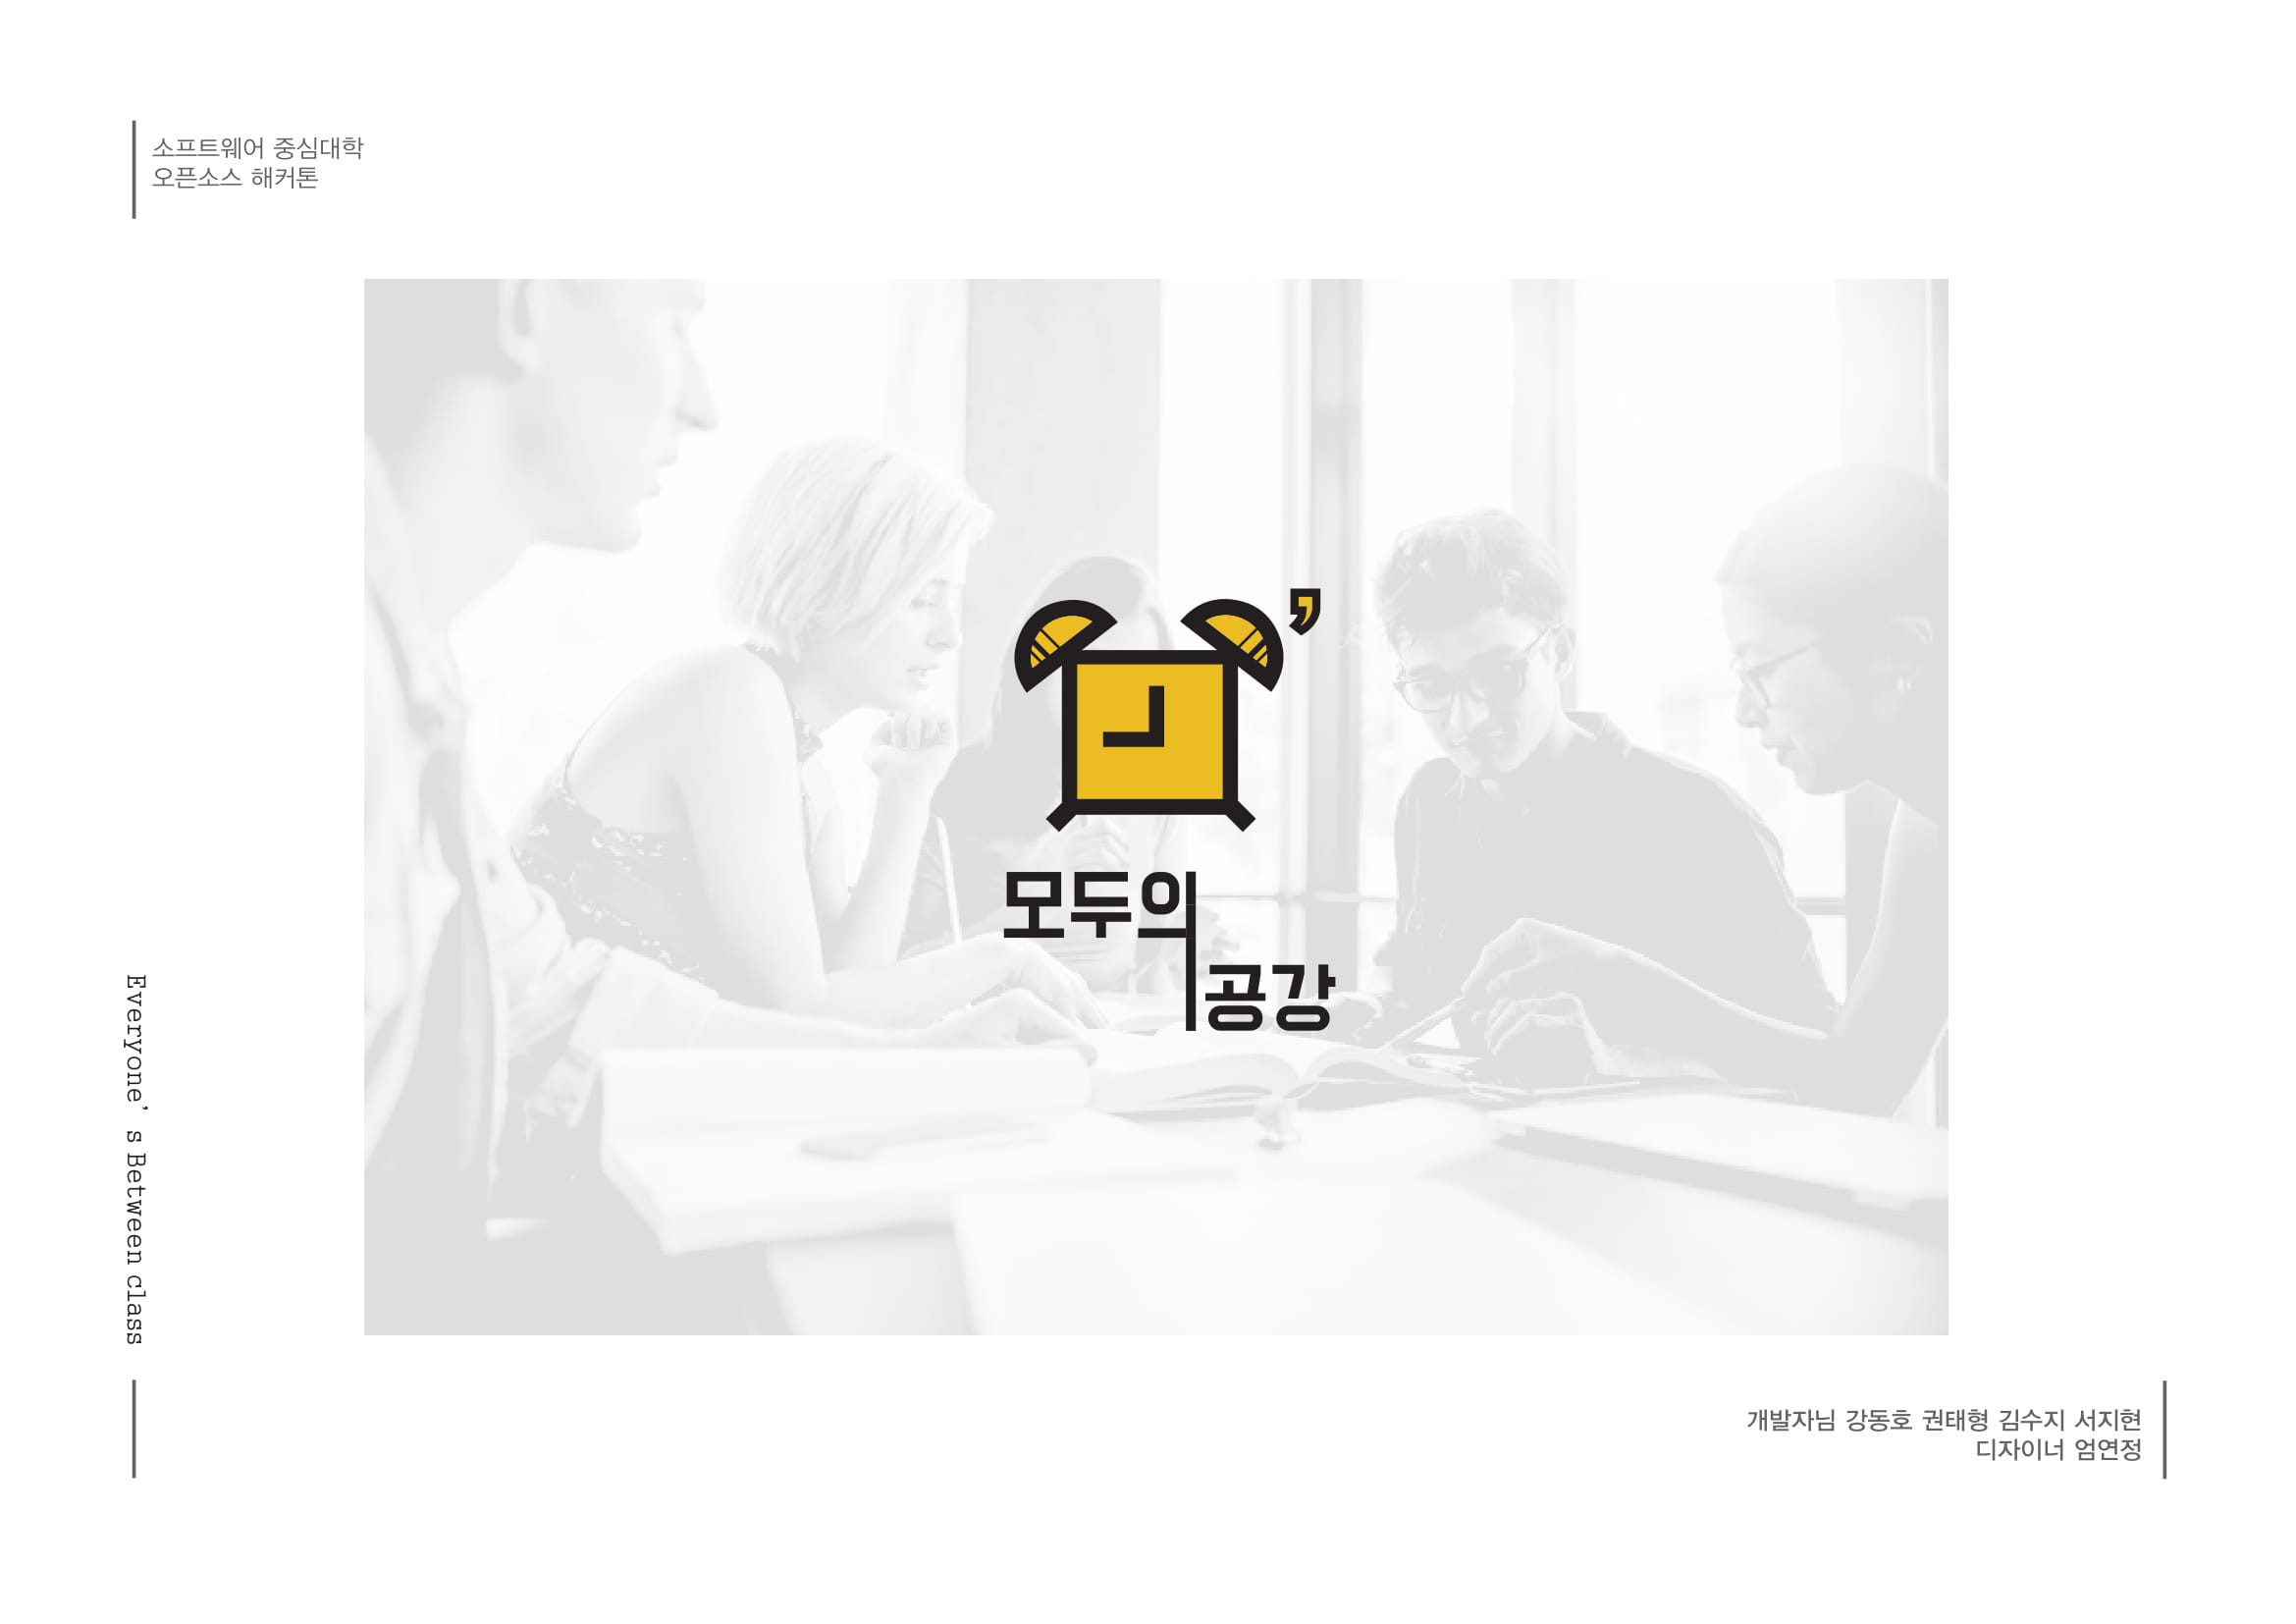 소프트웨어 중심대학
오픈소스 해커톤
’
모두의
공강
Everyone’ s Between class
개발자님 강동호 권태형 김수지 서지현
디자이너 엄연정